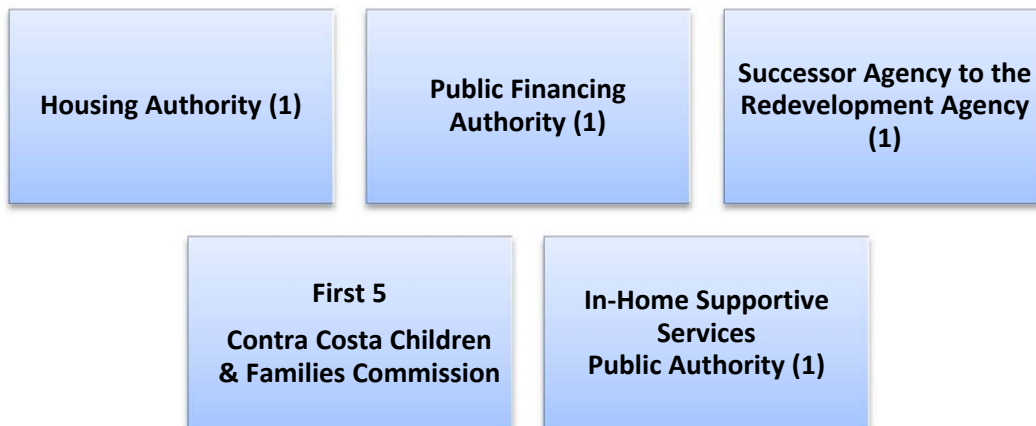 Housing Authority (1)
Public Financing
Authority (1)
Successor Agency to the
Redevelopment Agency
(1)
First 5
Contra Costa Children
& Families Commission
In-Home Supportive
Services
Public Authority (1)